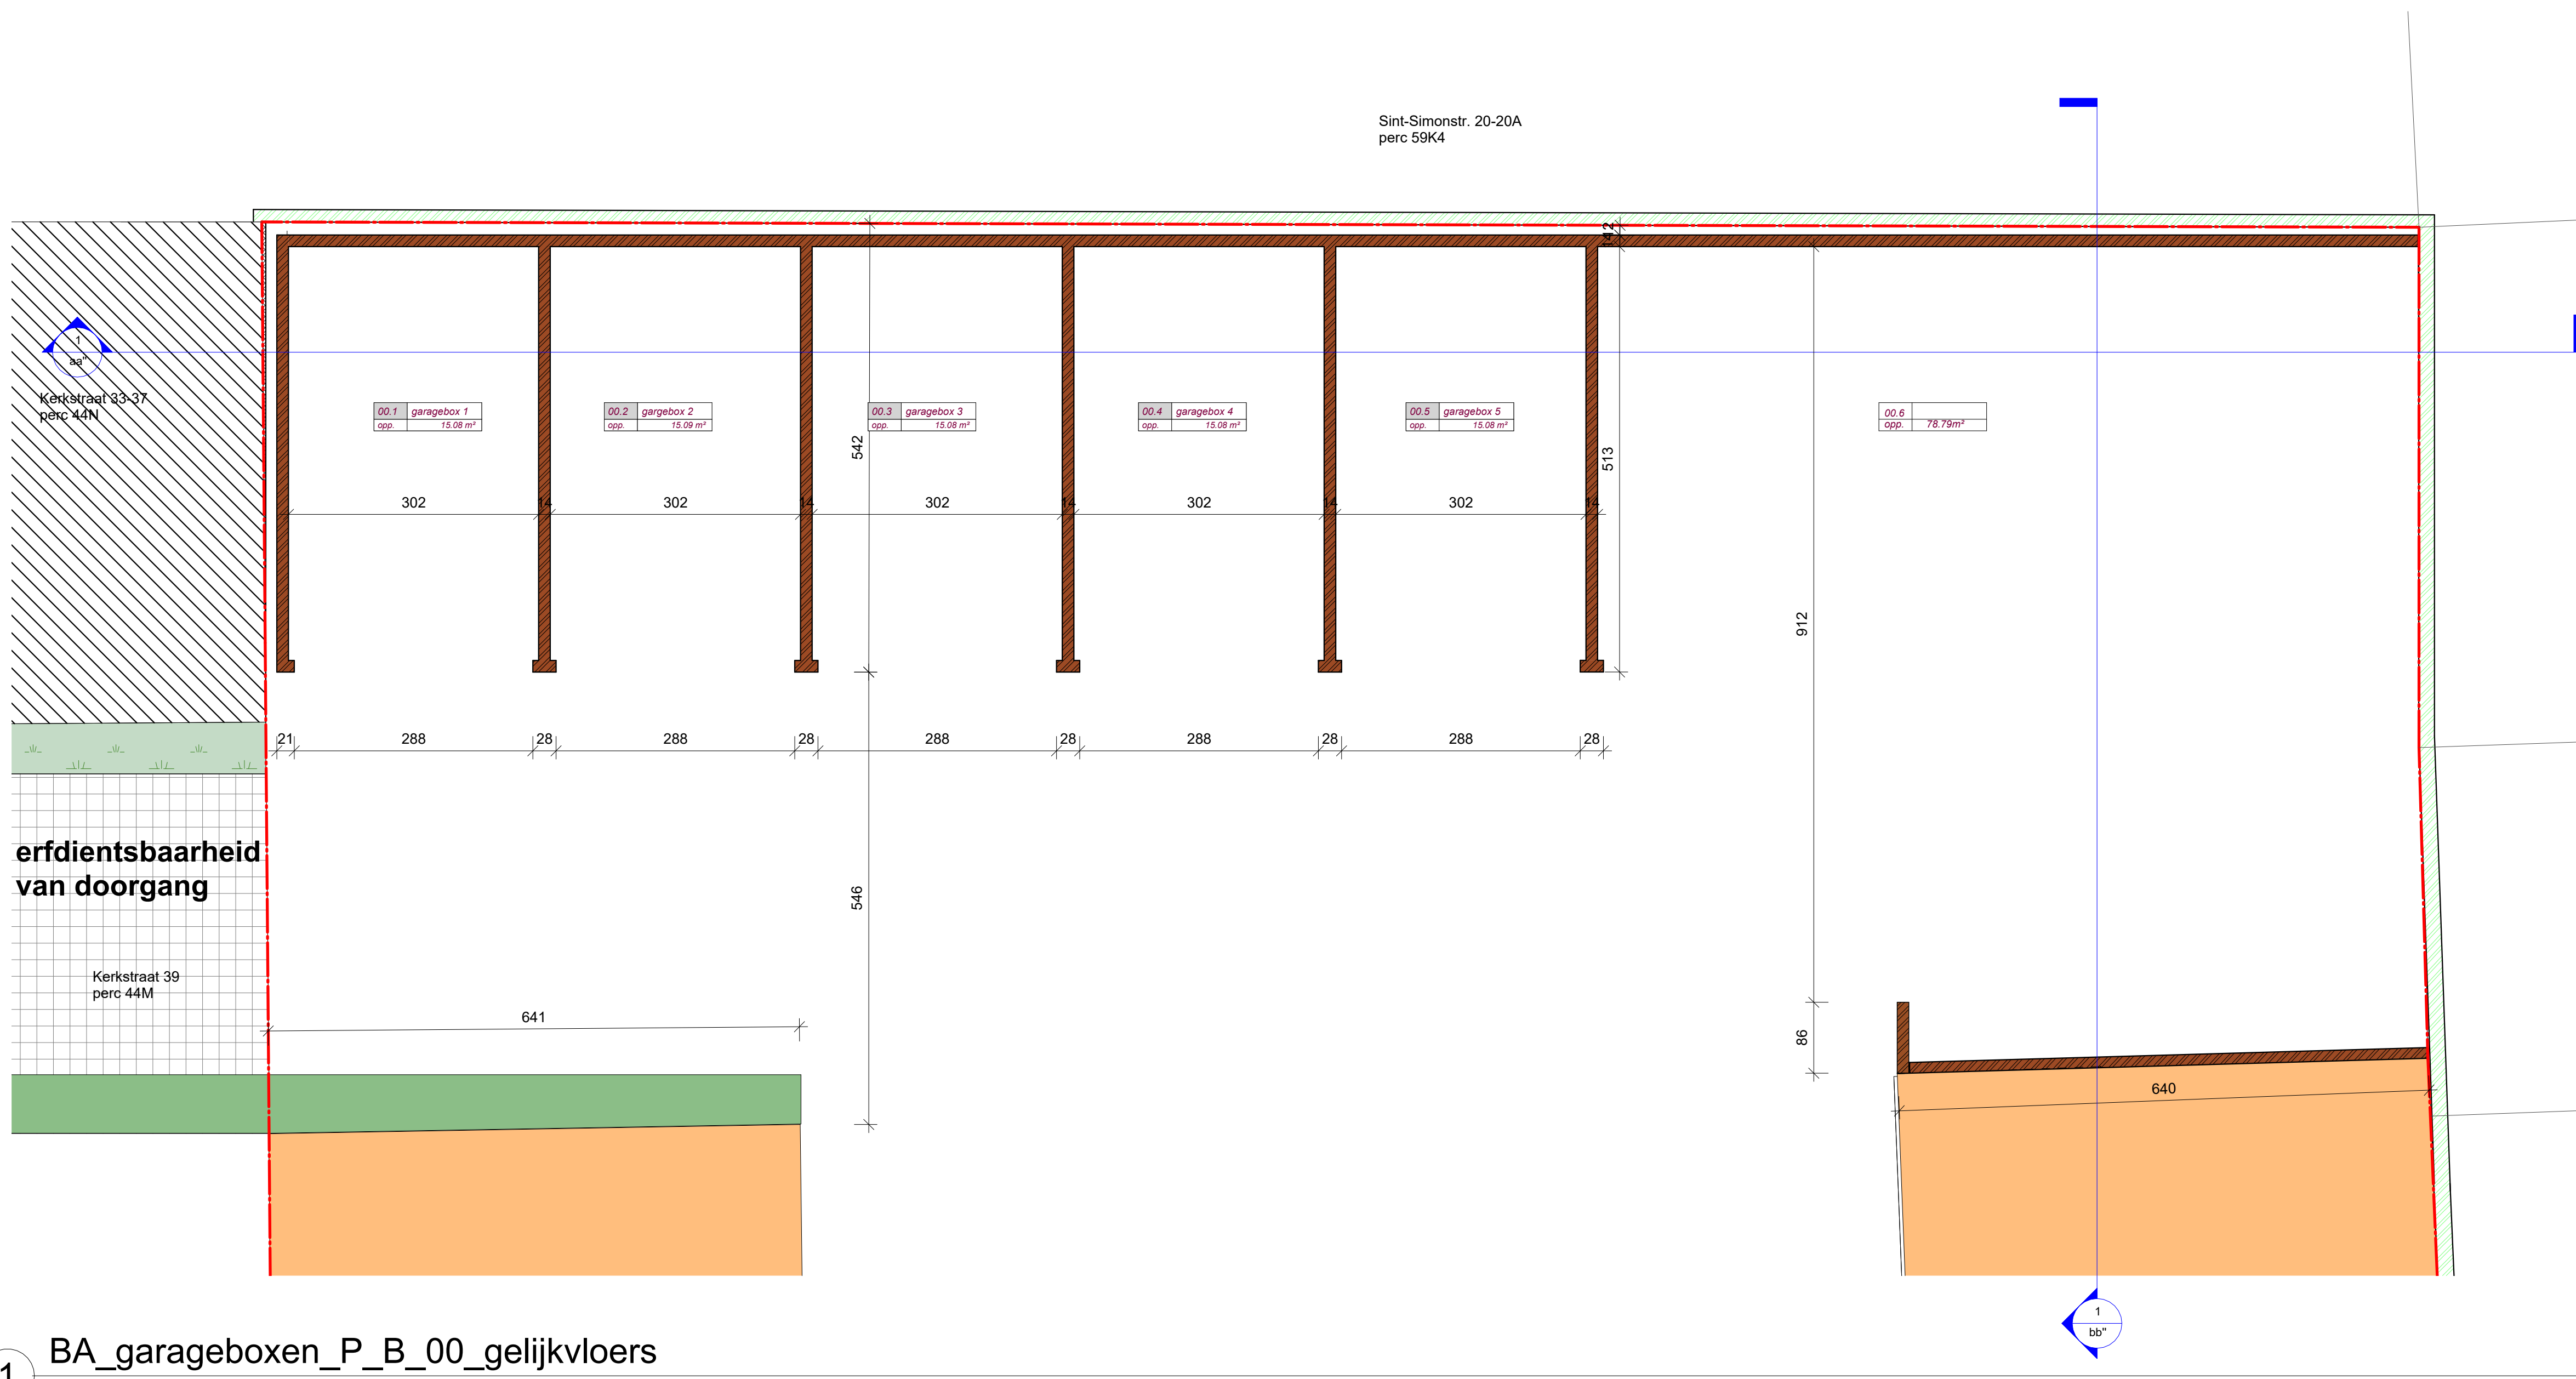 Sint-Simonstr. 20-20A
perc 59K4
1
aa"
Kerkstraat 33-37
perc 44N
00.1 garagebox 1
opp. 15.08 m²
00.2 gargebox 2
opp. 15.09 m²
00.3 garagebox 3
opp. 15.08 m²
00.4 garagebox 4
opp. 15.08 m²
00.5 garagebox 5
opp. 15.08 m²
00.6
opp. 78.79m²
542
513
302 14 302 14 302 14 302 14 302 14
912
21 288 28 288 28 288 28 288 28 288 28
erfdientsbaarheid
van doorgang
546
Kerkstraat 39
perc 44M
641
86
640
1
bb"
BA_garageboxen_P_B_00_gelijkvloers
1